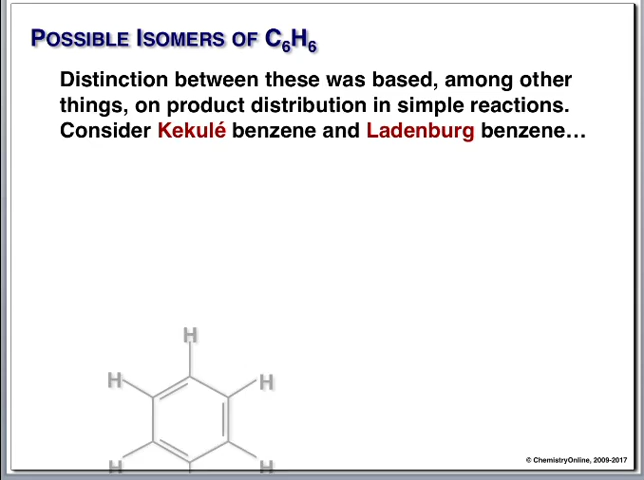 POSSIBLE ISOMERS OF C₆H₆
Distinction between these was based, among other
things, on product distribution in simple reactions.
Consider Kekulé benzene and Ladenburg benzene…
H
H H
H H
© ChemistryOnline, 2009-2017